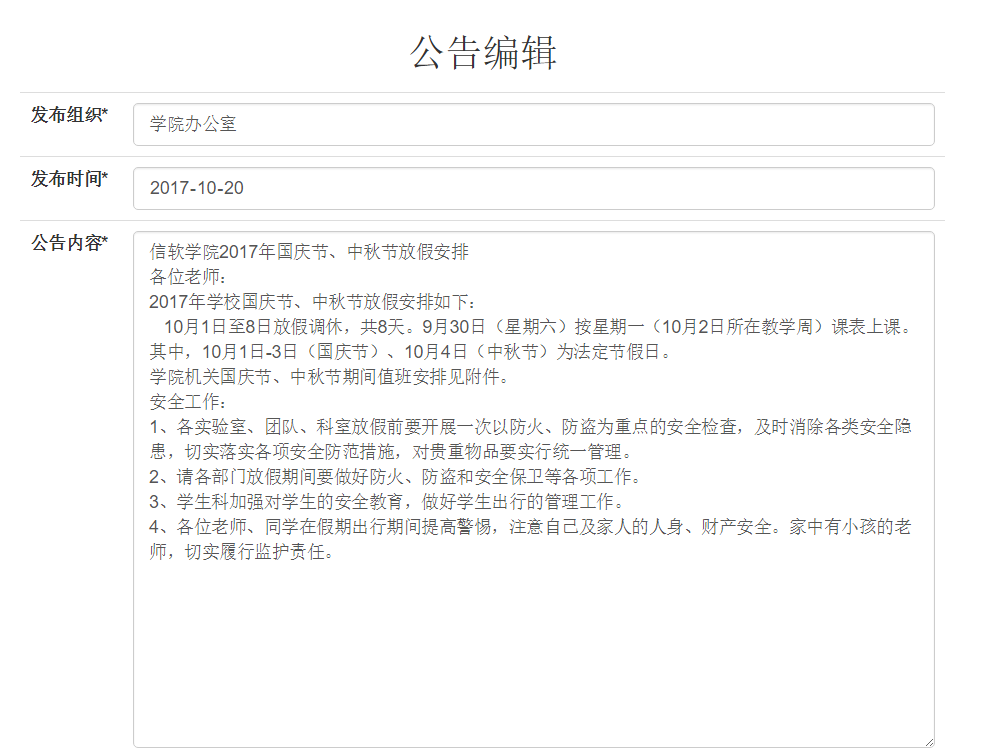 公告编辑
发布组织*
学院办公室
发布时间*
2017-10-20
公告内容*
信软学院2017年国庆节、中秋节放假安排
各位老师：
2017年学校国庆节、中秋节放假安排如下：
10月1日至8日放假调休，共8天。9月30日（星期六）按星期一（10月2日所在教学周）课表上课。
其中，10月1日-3日（国庆节）、10月4日（中秋节）为法定节假日。
学院机关国庆节、中秋节期间值班安排见附件。
安全工作：
1、各实验室、团队、科室放假前要开展一次以防火、防盗为重点的安全检查，及时消除各类安全隐
患，切实落实各项安全防范措施，对贵重物品要实行统一管理。
2、请各部门放假期间要做好防火、防盗和安全保卫等各项工作。
3、学生科加强对学生的安全教育，做好学生出行的管理工作。
4、各位老师、同学在假期出行期间提高警惕，注意自己及家人的人身、财产安全。家中有小孩的老
师，切实履行监护责任。